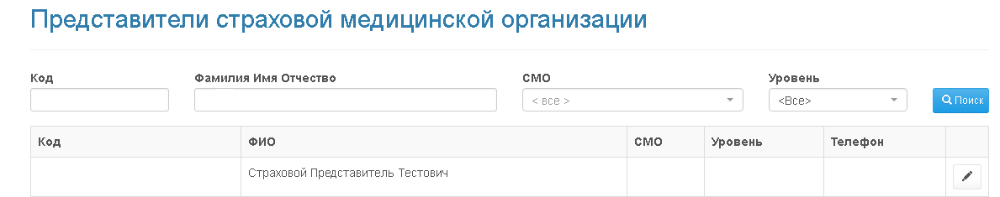 Представители страховой медицинской организации
Код Фамилия Имя Отчество СМО Уровень
< все > <Все> Поиск
Код ФИО СМО Уровень Телефон
Страховой Представитель Тестович